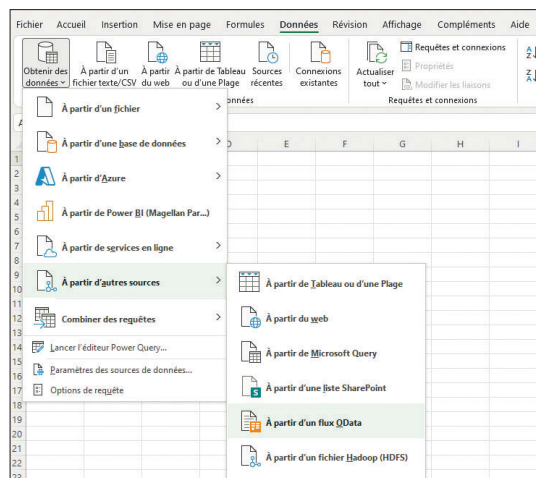 Fichier Accueil Insertion Mise en page Formules Données Révision Affichage Compléments Aide
Obtenir des données
À partir d'un fichier texte/CSV
À partir du web
À partir de Tableau ou d'une Plage
Sources récentes
Connexions existantes
Actualiser tout
Requêtes et connexions
Propriétés
Modifier les liaisons
onnées
Requêtes et connexions
À partir d'un fichier
À partir d'une base de données
À partir d'Azure
À partir de Power BI (Magellan Par...)
À partir de services en ligne
À partir d'autres sources
Combiner des requêtes
Lancer l'éditeur Power Query...
Paramètres des sources de données...
Options de requête
À partir de Tableau ou d'une Plage
À partir du web
À partir de Microsoft Query
À partir d'une liste SharePoint
À partir d'un flux OData
À partir d'un fichier Hadoop (HDFS)
E F G H I
1
2
3
4
5
6
7
8
9
10
11
12
13
14
15
16
17
18
19
20
21
22